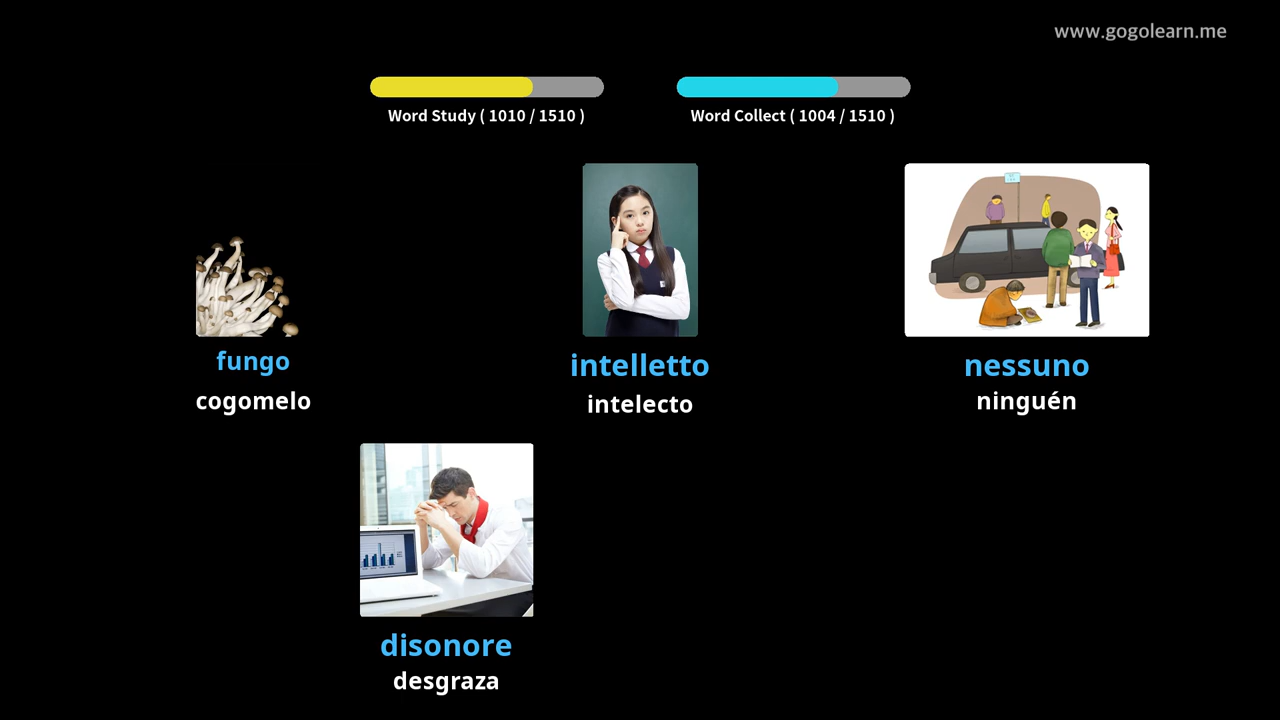 www.gogolearn.me
Word Study ( 1010 / 1510 )
Word Collect ( 1004 / 1510 )
fungo
cogomelo
intelletto
intelecto
nessuno
ninguén
disonore
desgraza